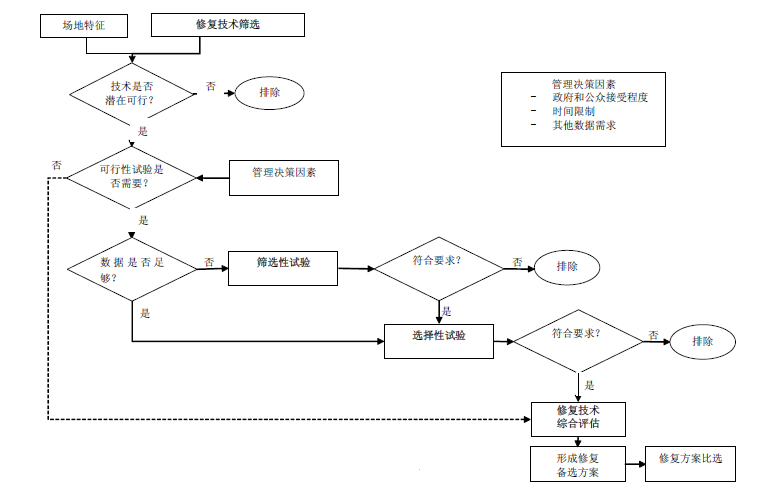 场地特征
修复技术筛选
技术是否
潜在可行?
否
排除
是
管理决策因素
- 政府和公众接受程度
- 时间限制
- 其他数据需求
否
可行性试验是
否需要?
管理决策因素
是
数据是否足
够?
否
筛选性试验
符合要求?
否
排除
是
是
选择性试验
符合要求?
否
排除
是
修复技术
综合评估
形成修复
备选方案
修复方案比选